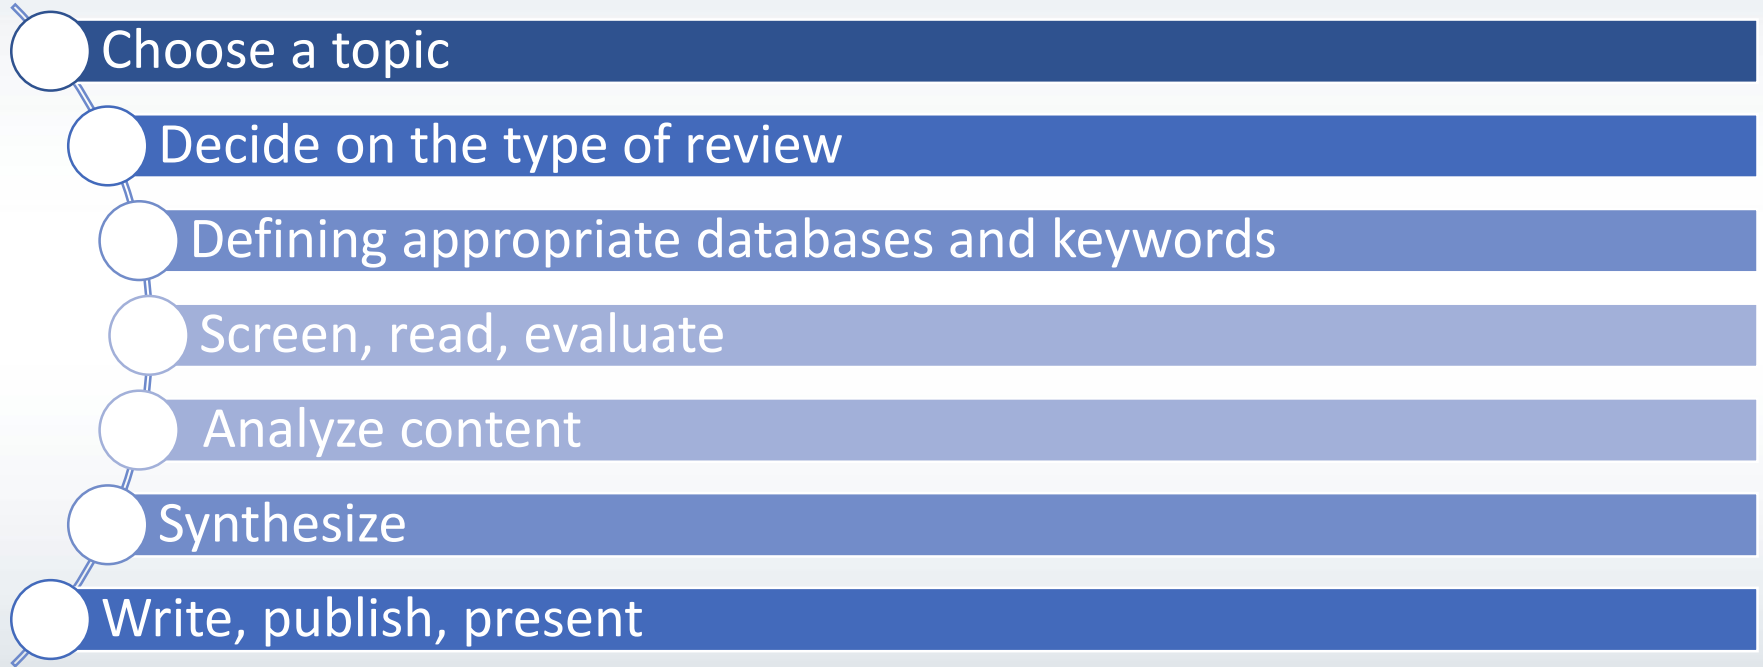 Choose a topic
Decide on the type of review
Defining appropriate databases and keywords
Screen, read, evaluate
Analyze content
Synthesize
Write, publish, present